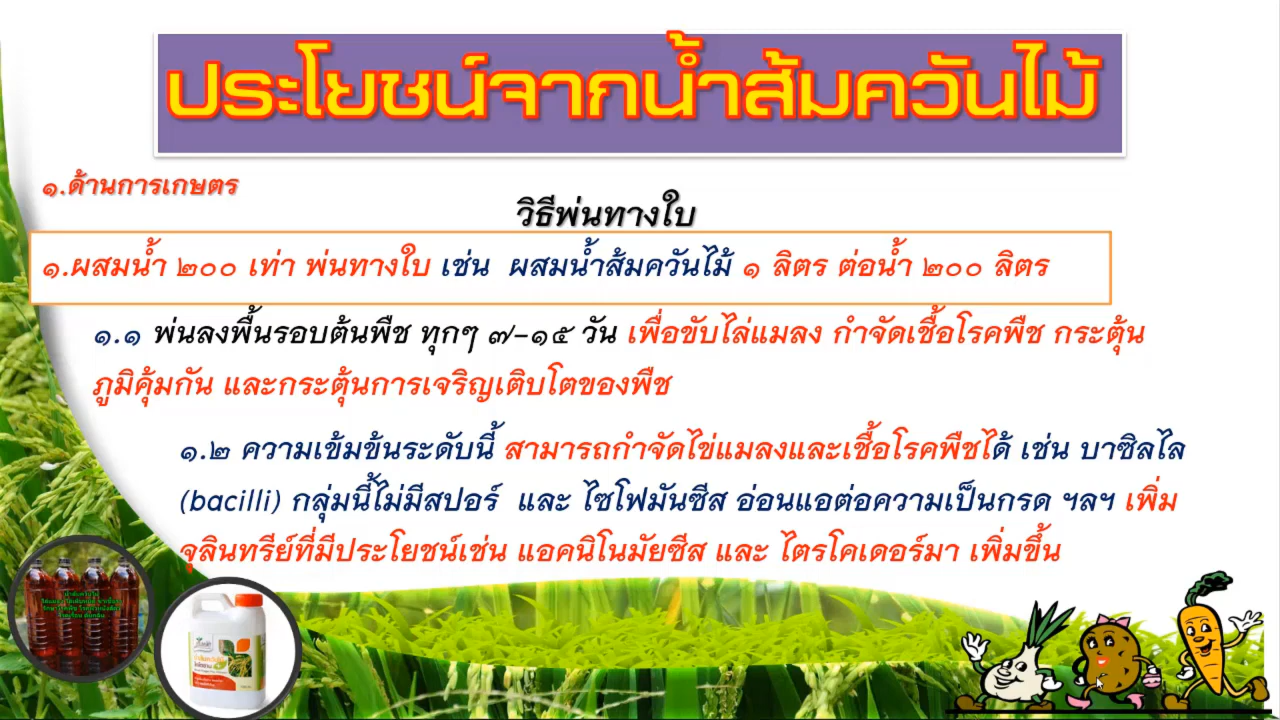 ประโยชน์จากน้ำส้มควันไม้
๑.ด้านการเกษตร
วิธีพ่นทางใบ
๑.ผสมน้ำ ๒๐๐ เท่า พ่นทางใบ เช่น ผสมน้ำส้มควันไม้ ๑ ลิตร ต่อน้ำ ๒๐๐ ลิตร
๑.๑ พ่นลงพื้นรอบต้นพืช ทุกๆ ๗-๑๕ วัน เพื่อขับไล่แมลง กำจัดเชื้อโรคพืช กระตุ้น
ภูมิคุ้มกัน และกระตุ้นการเจริญเติบโตของพืช
๑.๒ ความเข้มข้นระดับนี้ สามารถกำจัดไข่แมลงและเชื้อโรคพืชได้ เช่น บาซิลไล
(bacilli) กลุ่มนี้ไม่มีสปอร์ และ ไซโฟมันซีส อ่อนแอต่อความเป็นกรด ฯลฯ เพิ่ม
จุลินทรีย์ที่มีประโยชน์เช่น แอคนิโนมัยซีส และ ไตรโคเดอร์มา เพิ่มขึ้น